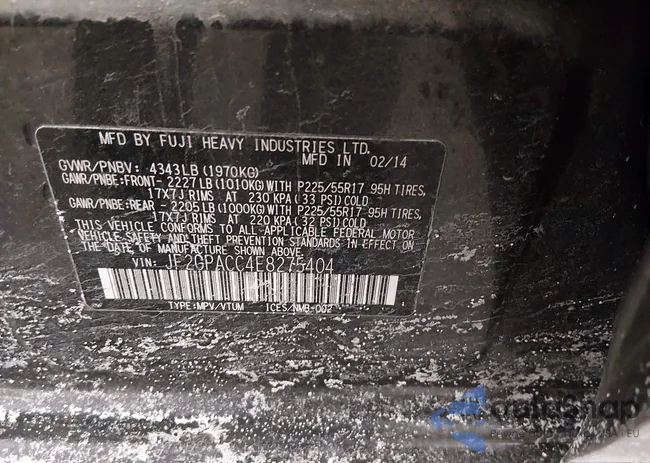 MFD BY FUJI HEAVY INDUSTRIES LTD.
MFD IN 02/14
GVWR/PNBV: 4343LB (1970KG)
GAWR/PNBE:FRONT- 2227LB (1010KG) WITH P225/55R17 95H TIRES,
17X7J RIMS AT 230 KPA (33 PSI) COLD
GAWR/PNBE:REAR - 2205LB (1000KG) WITH P225/55R17 95H TIRES,
17X7J RIMS AT 220 KPA (32 PSI) COLD
THIS VEHICLE CONFORMS TO ALL APPLICABLE FEDERAL MOTOR
VEHICLE SAFETY AND THEFT PREVENTION STANDARDS IN EFFECT
ON THE DATE OF MANUFACTURE SHOWN ABOVE.
VIN: JF2GPACC4E8275404
TYPE:MPV/VTUM ICES/NMB-002
autoSnap